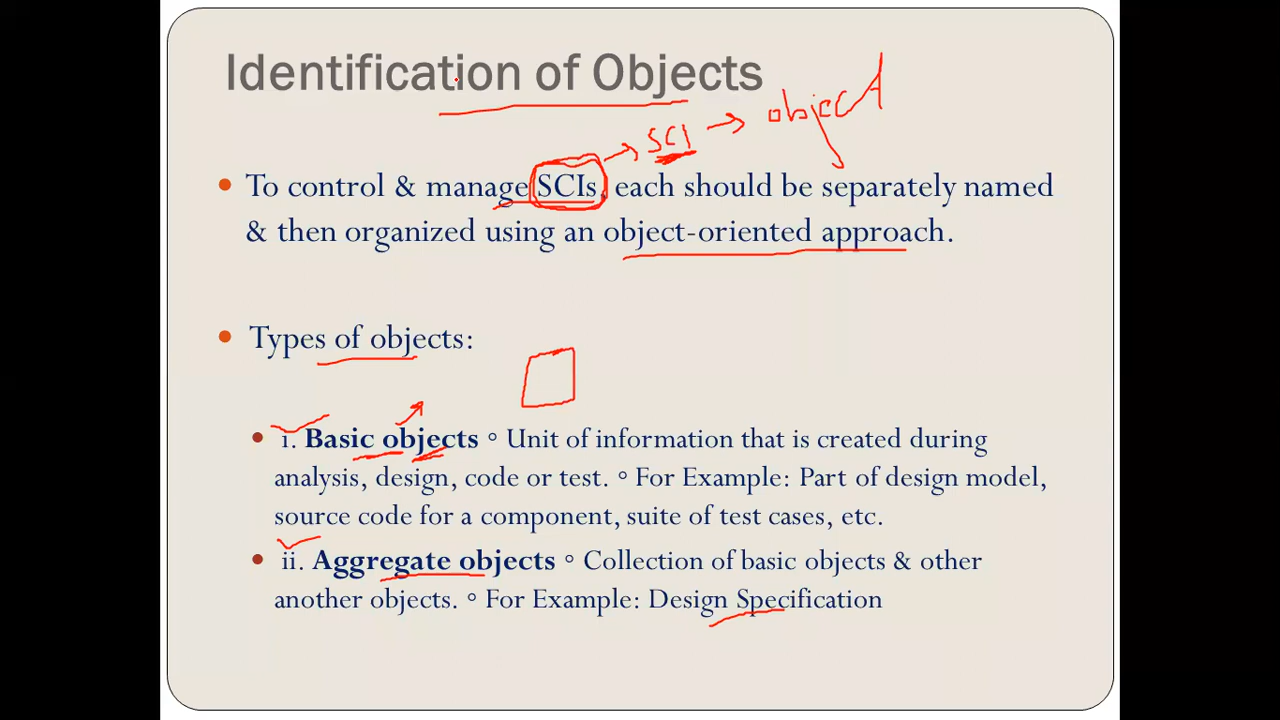 Identification of Objects
SCI → object
• To control & manage SCIs, each should be separately named
& then organized using an object-oriented approach.
• Types of objects:
• i. Basic objects ◦ Unit of information that is created during
analysis, design, code or test. ◦ For Example: Part of design model,
source code for a component, suite of test cases, etc.
• ii. Aggregate objects ◦ Collection of basic objects & other
another objects. ◦ For Example: Design Specification